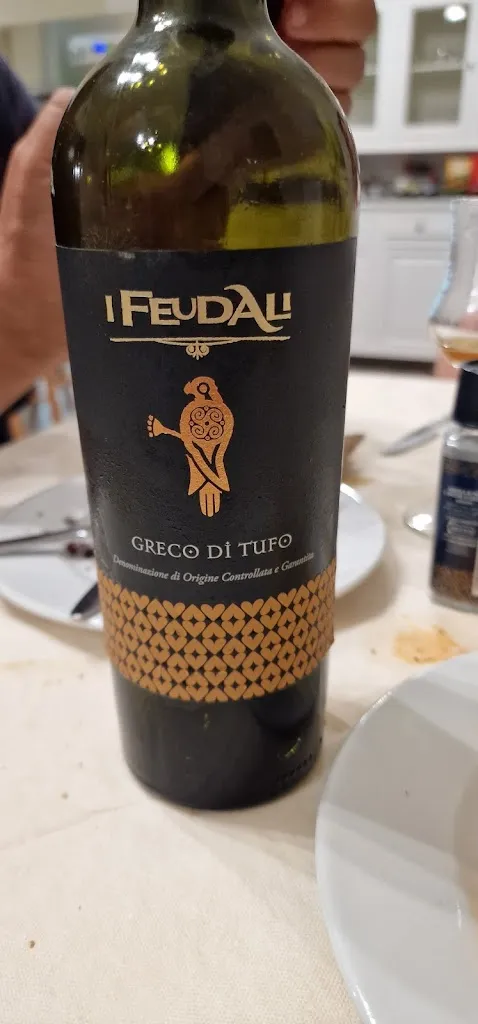 I FEUDALI
GRECO DI TUFO
Denominazione di Origine Controllata e Garantita